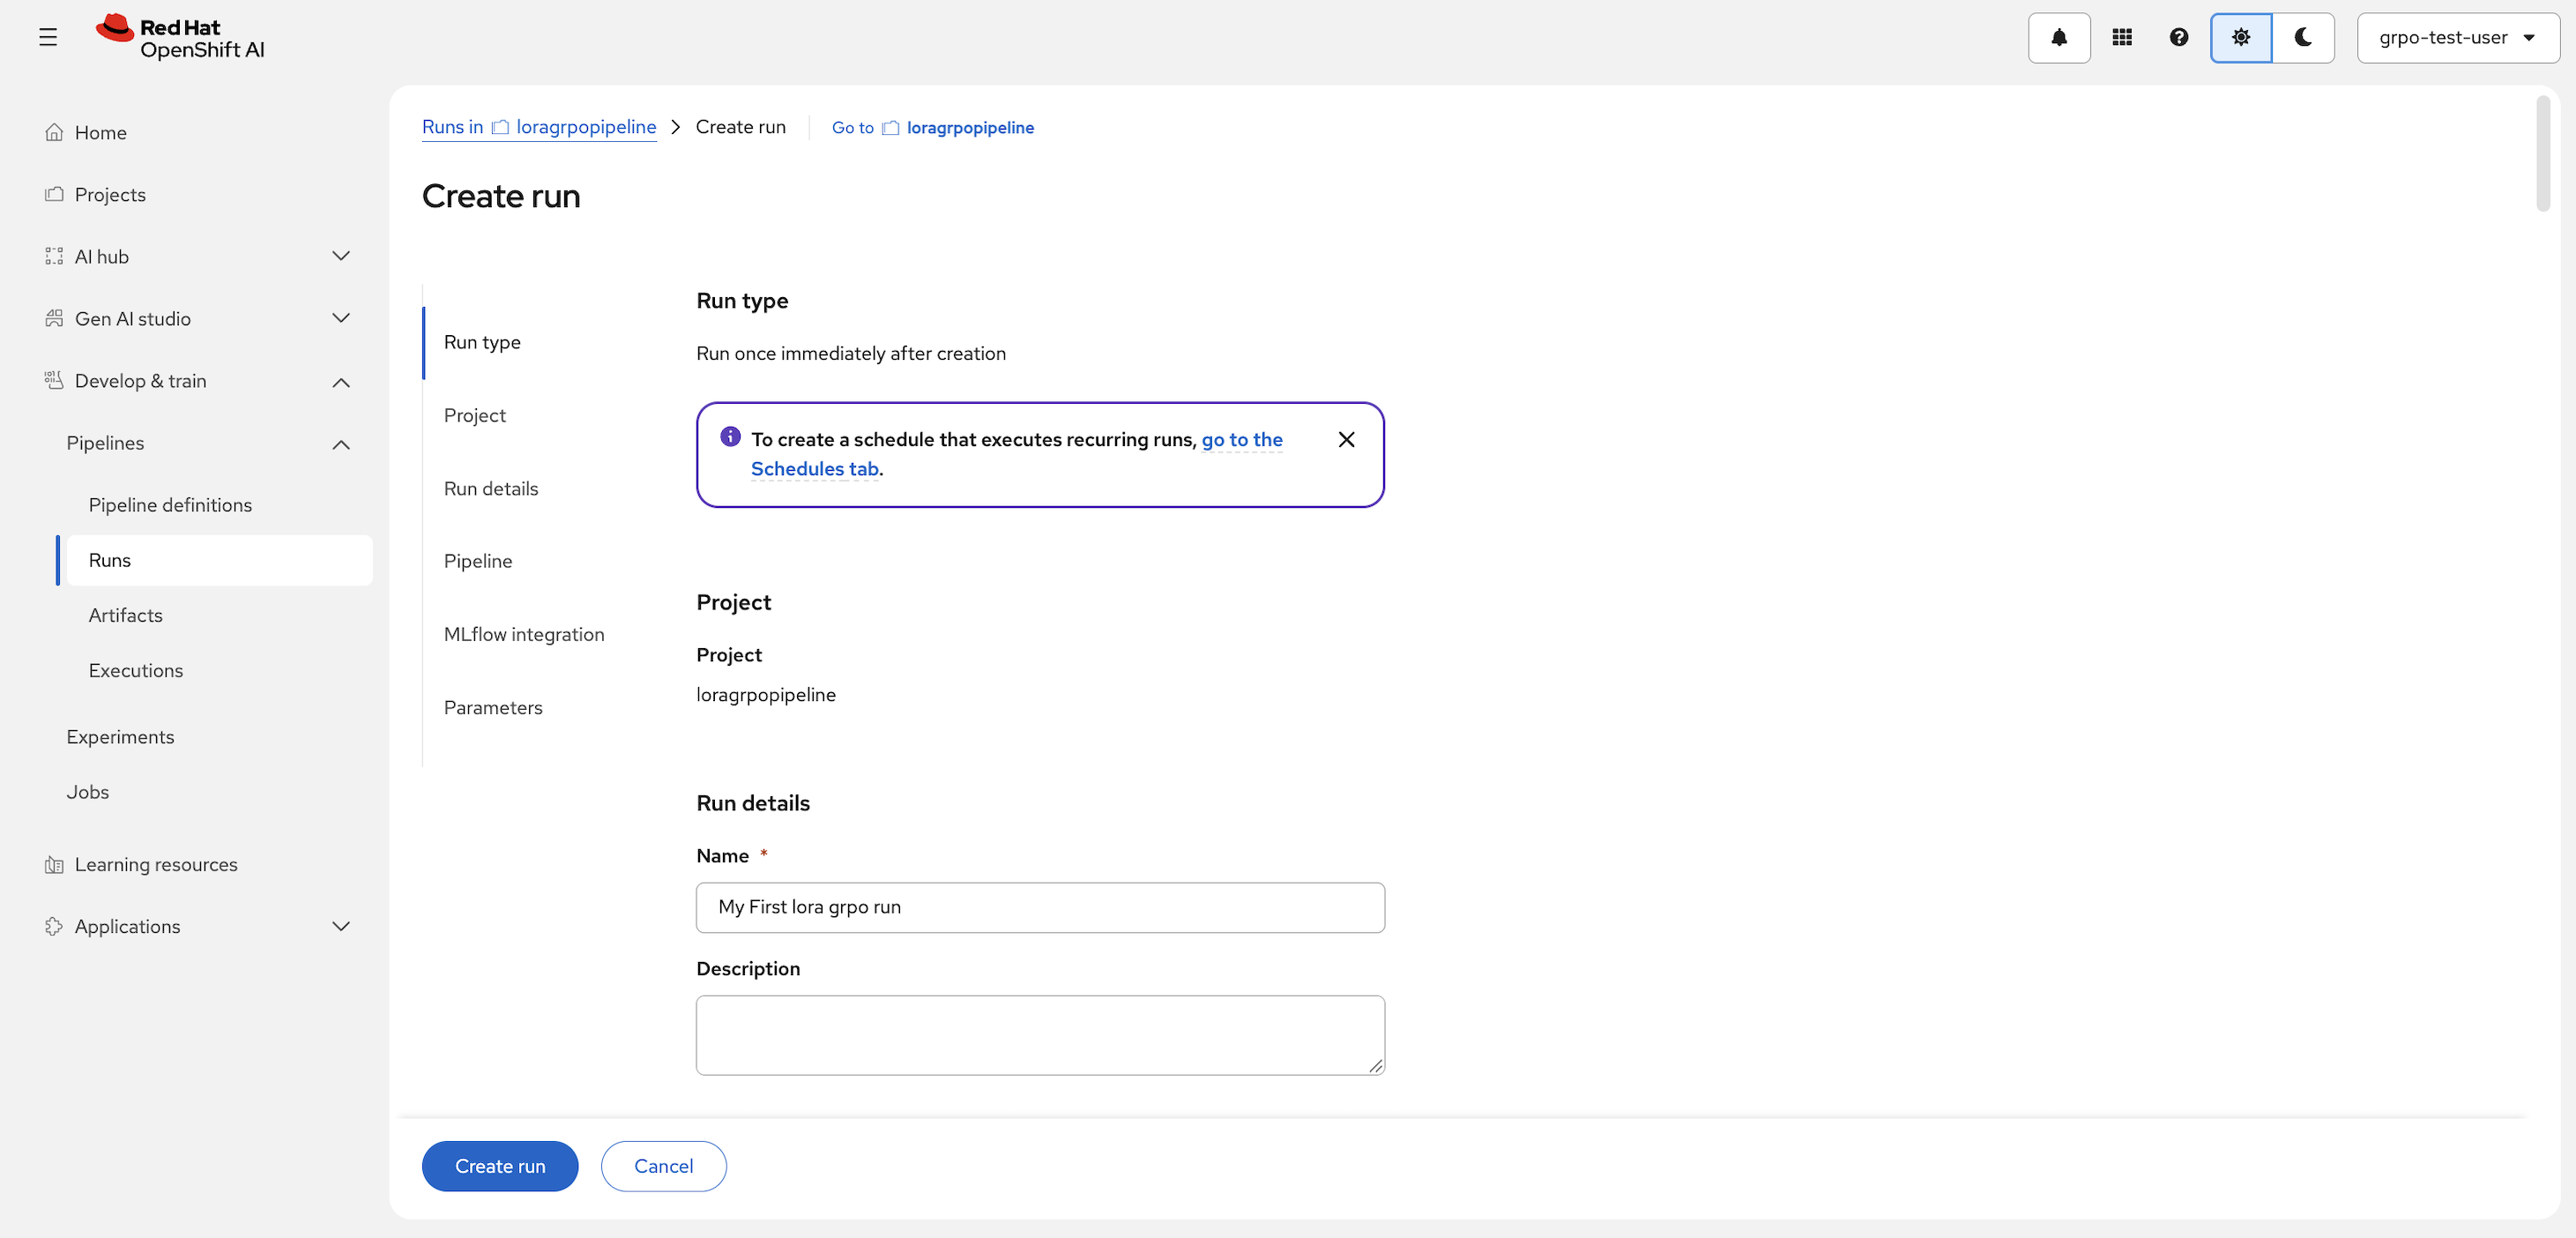 Red Hat
OpenShift AI
grpo-test-user
Home
Projects
AI hub
Gen AI studio
Develop & train
Pipelines
Pipeline definitions
Runs
Artifacts
Executions
Experiments
Jobs
Learning resources
Applications
Runs in loragrpopipeline > Create run Go to loragrpopipeline
Create run
Run type
Project
Run details
Pipeline
MLflow integration
Parameters
Run type
Run once immediately after creation
To create a schedule that executes recurring runs, go to the
Schedules tab.
Project
Project
loragrpopipeline
Run details
Name *
My First lora grpo run
Description
Create run
Cancel